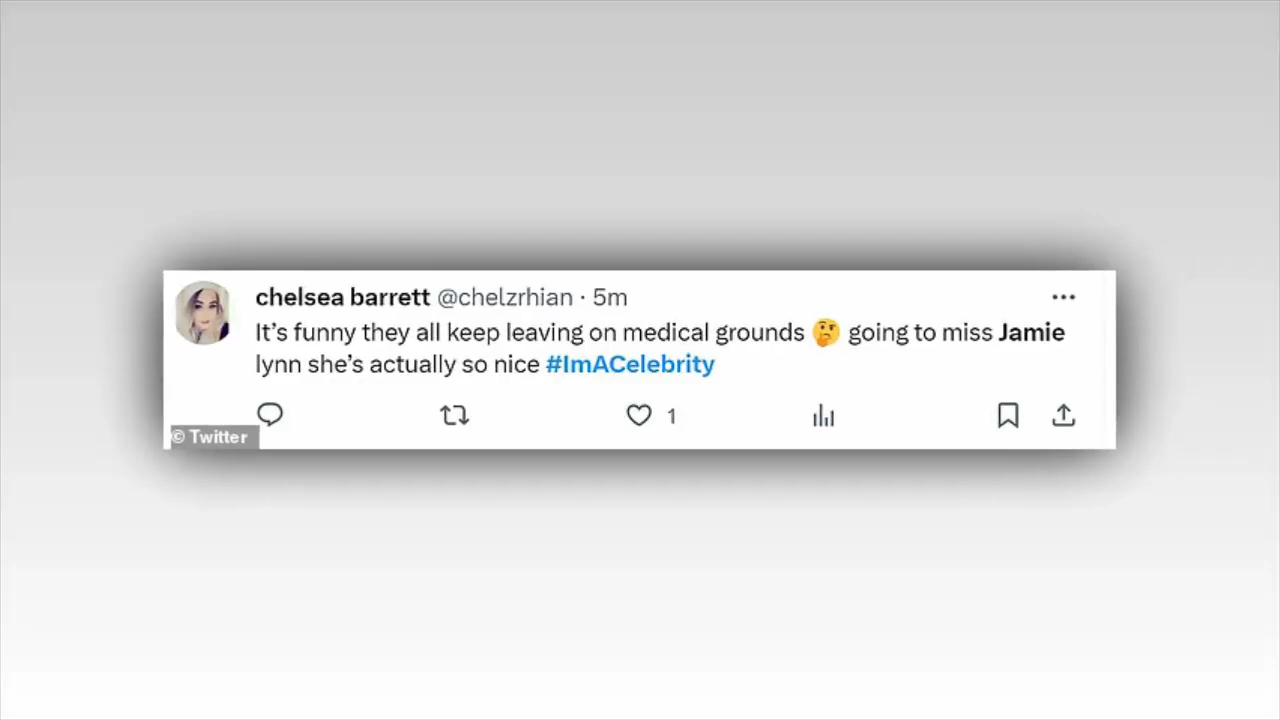 chelsea barrett @chelzrhian · 5m
It's funny they all keep leaving on medical grounds 🤔 going to miss Jamie
lynn she's actually so nice #ImACelebrity
1
© Twitter